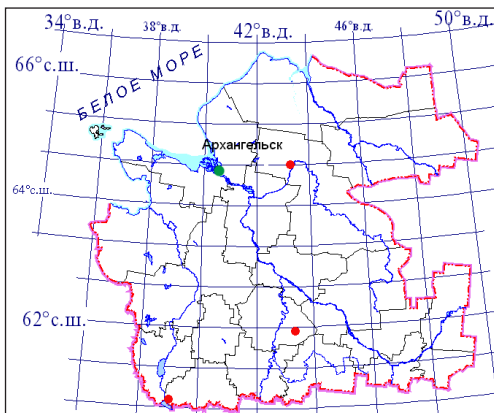 34°в.д.
38°в.д.
42°в.д.
46°в.д.
50°в.д.
66°с.ш.
БЕЛОЕ МОРЕ
Архангельск
64°с.ш.
62°с.ш.